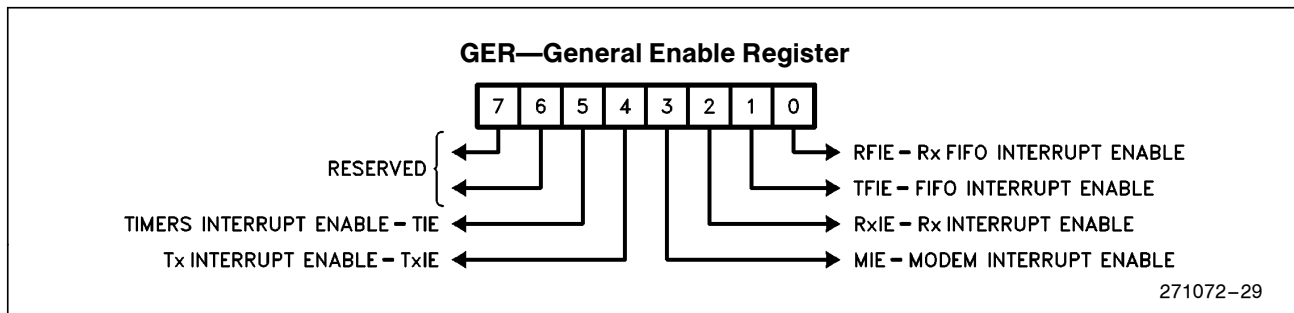 GER—General Enable Register
7 6 5 4 3 2 1 0
RESERVED
TIMERS INTERRUPT ENABLE – TIE
Tx INTERRUPT ENABLE – TxIE
RFIE – Rx FIFO INTERRUPT ENABLE
TFIE – FIFO INTERRUPT ENABLE
RxIE – Rx INTERRUPT ENABLE
MIE – MODEM INTERRUPT ENABLE
271072–29